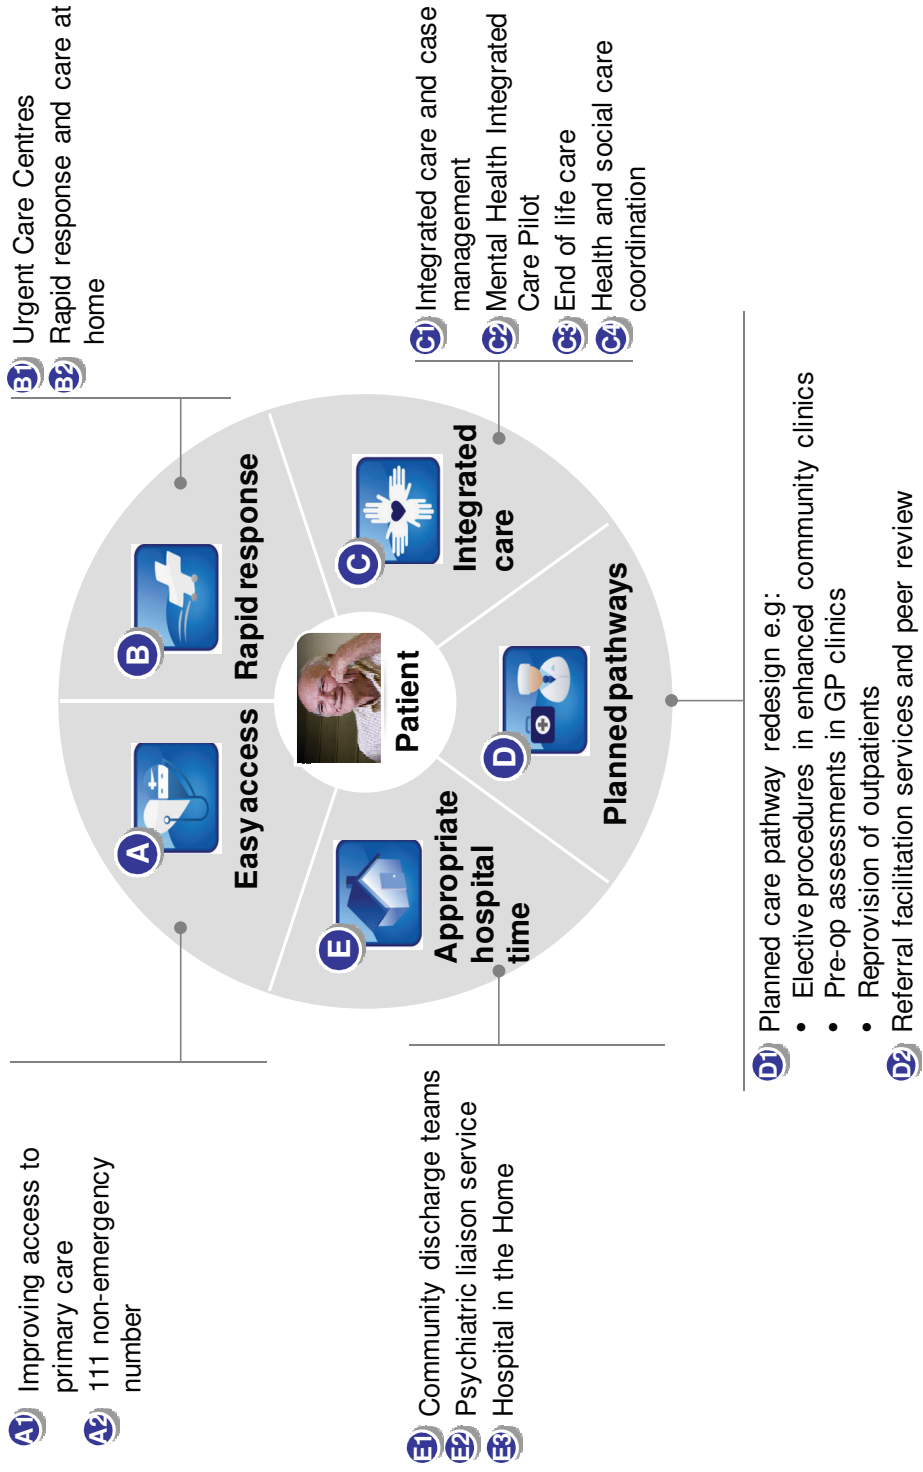 A1 Improving access to
primary care
A2 111 non-emergency
number
B1 Urgent Care Centres
B2 Rapid response and care at
home
A
Easy access
B
Rapid response
E
Appropriate
hospital
time
Patient
C
Integrated
care
D
Planned pathways
E1 Community discharge teams
E2 Psychiatric liaison service
E3 Hospital in the Home
C1 Integrated care and case
management
C2 Mental Health Integrated
Care Pilot
C3 End of life care
C4 Health and social care
coordination
D1 Planned care pathway redesign e.g:
• Elective procedures in enhanced community clinics
• Pre-op assessments in GP clinics
• Reprovision of outpatients
D2 Referral facilitation services and peer review